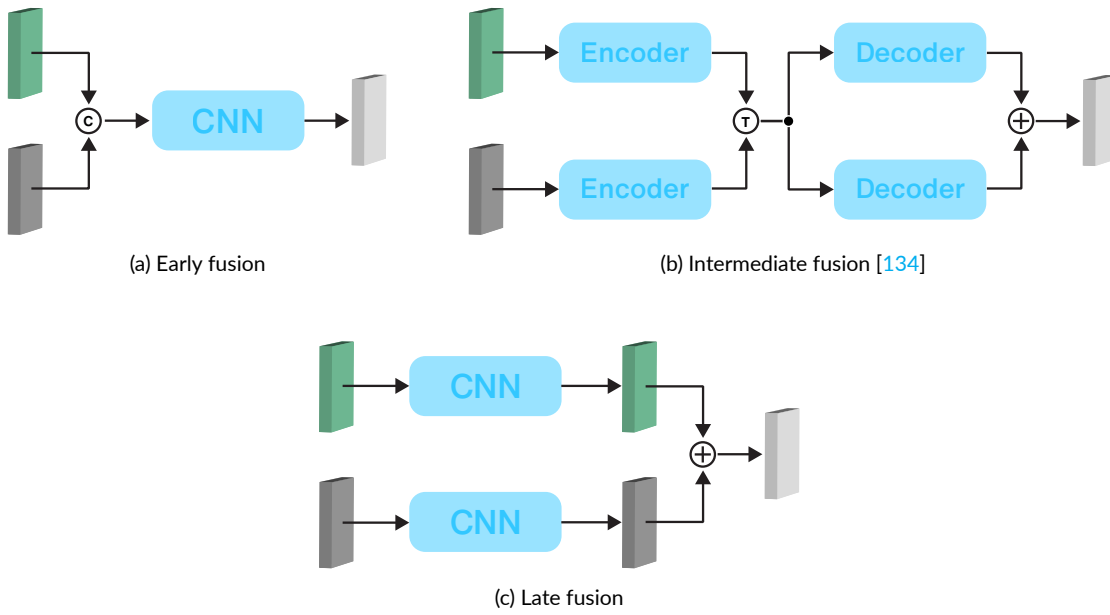 C
CNN
(a) Early fusion
Encoder
Decoder
T
Encoder
Decoder
(b) Intermediate fusion [134]
CNN
CNN
(c) Late fusion